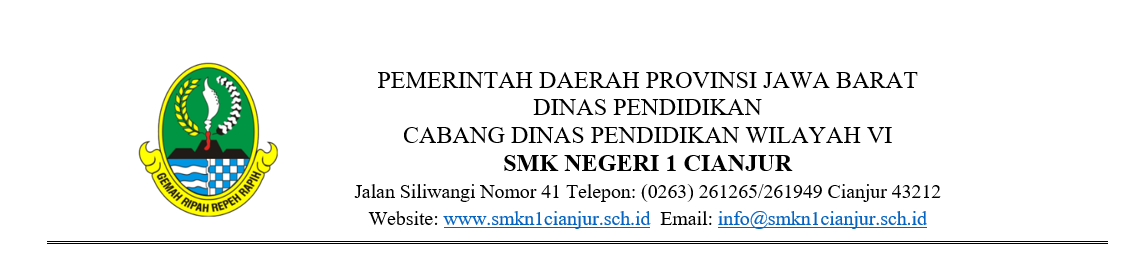 PEMERINTAH DAERAH PROVINSI JAWA BARAT
DINAS PENDIDIKAN
CABANG DINAS PENDIDIKAN WILAYAH VI
SMK NEGERI 1 CIANJUR
Jalan Siliwangi Nomor 41 Telepon: (0263) 261265/261949 Cianjur 43212
Website: www.smkn1cianjur.sch.id Email: info@smkn1cianjur.sch.id
GEMAH RIPAH REPEH RAPIH